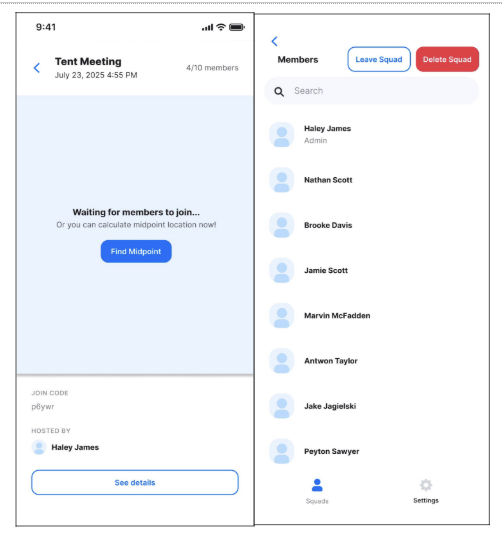 9:41
Tent Meeting
July 23, 2025 4:55 PM
4/10 members
Waiting for members to join...
Or you can calculate midpoint location now!
Find Midpoint
JOIN CODE
p6ywr
HOSTED BY
Haley James
See details
Members
Leave Squad
Delete Squad
Search
Haley James
Admin
Nathan Scott
Brooke Davis
Jamie Scott
Marvin McFadden
Antwon Taylor
Jake Jagielski
Peyton Sawyer
Squads
Settings